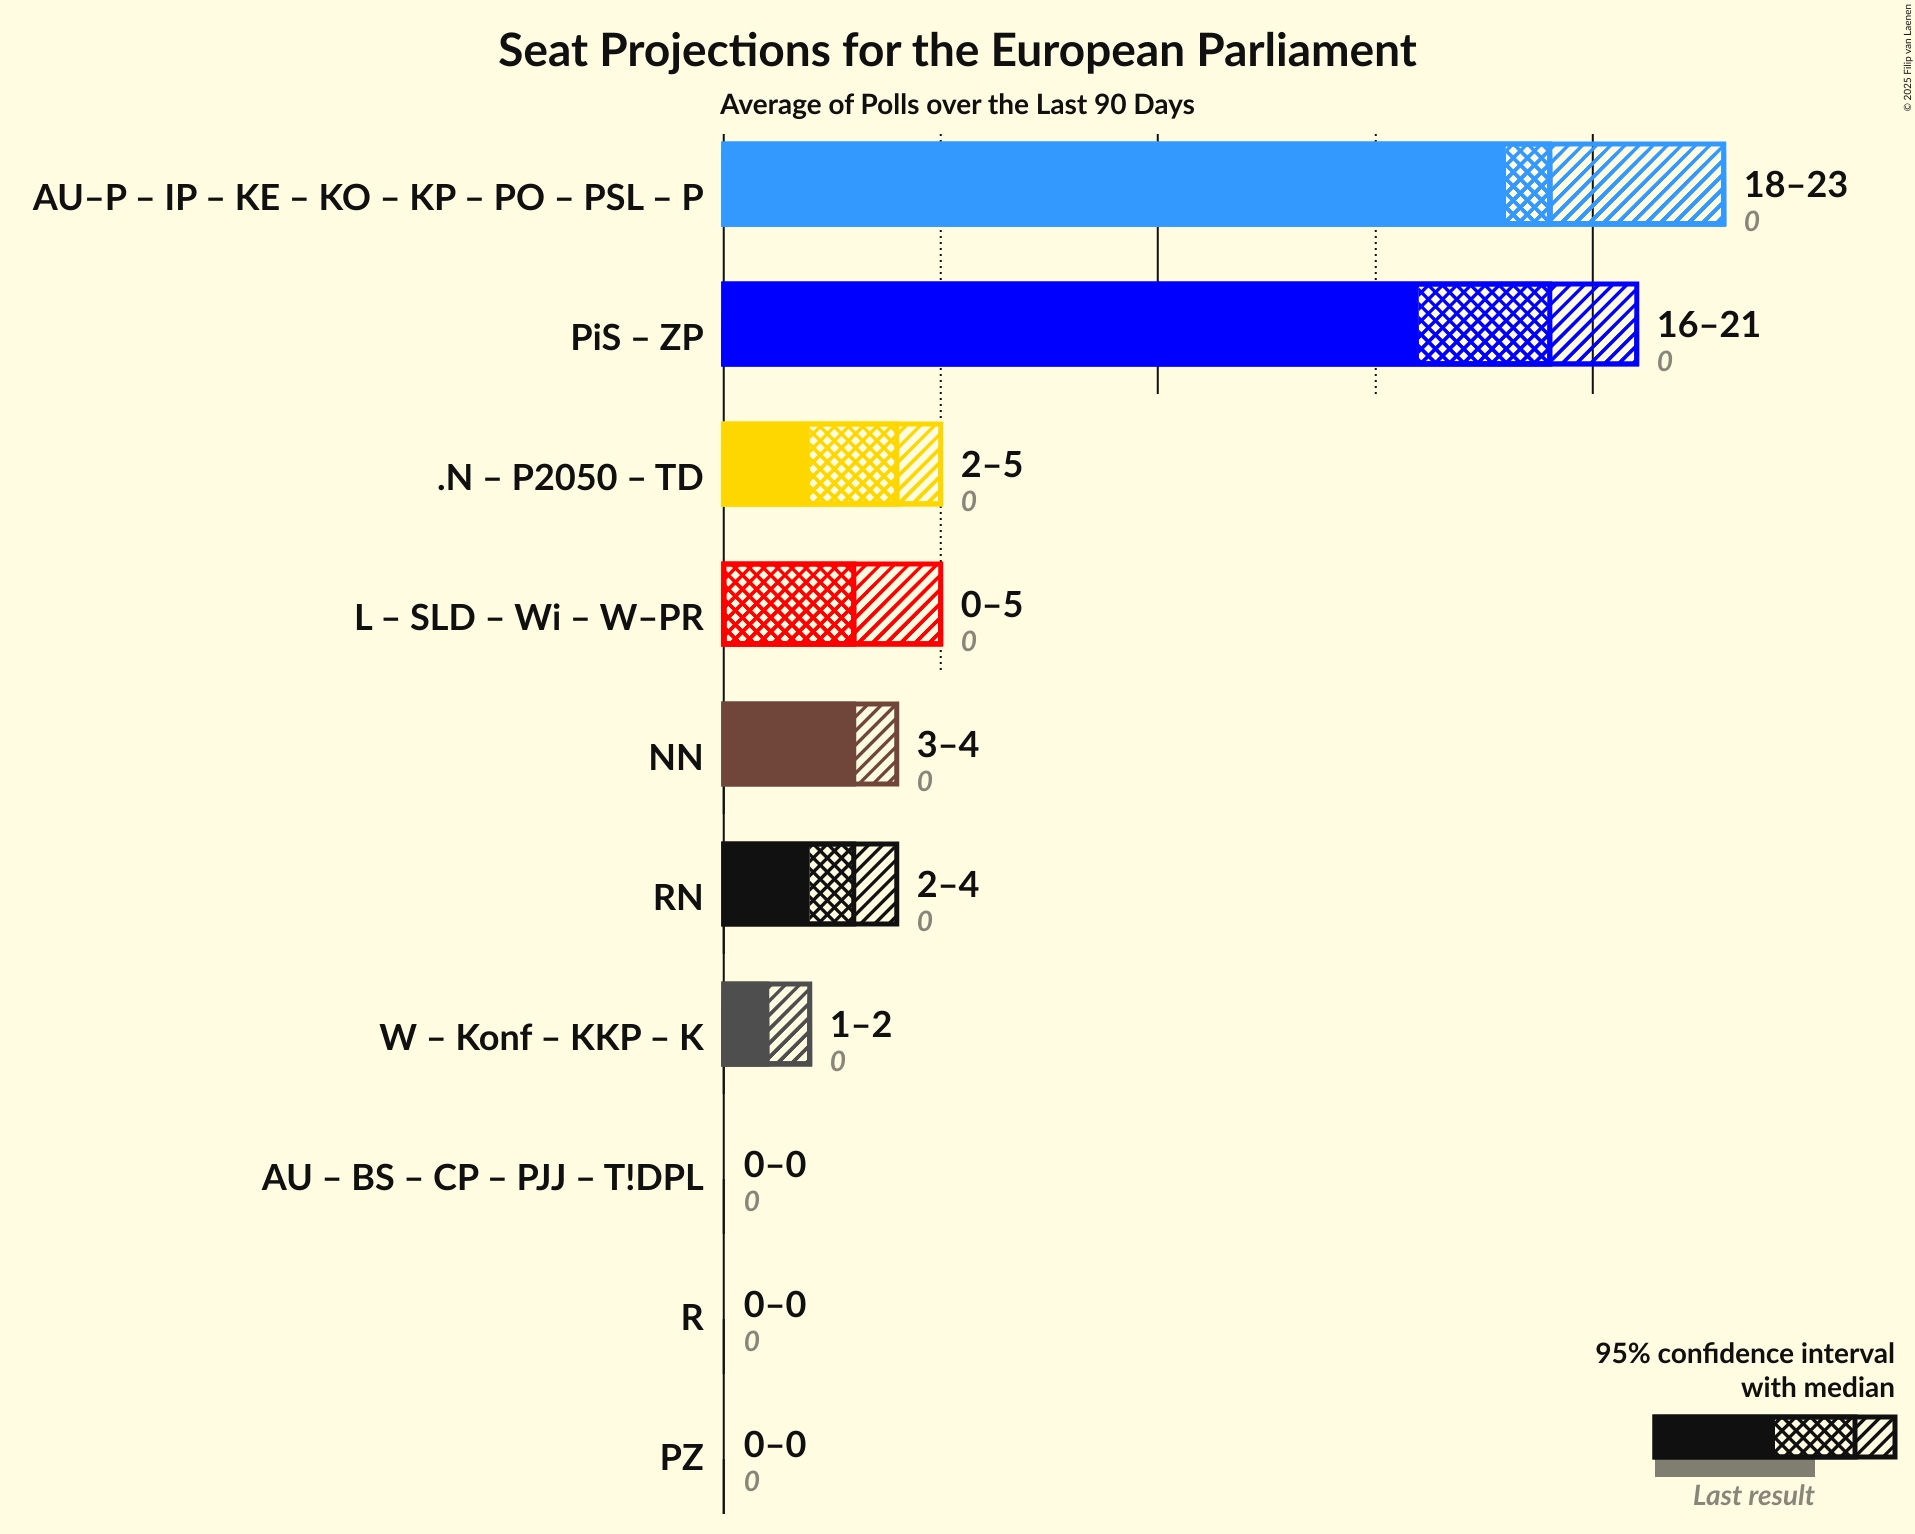 Seat Projections for the European Parliament
Average of Polls over the Last 90 Days
© 2025 Filip van Laenen
AU–P – IP – KE – KO – KP – PO – PSL – P
18–23
0
PiS – ZP
16–21
0
.N – P2050 – TD
2–5
0
L – SLD – Wi – W–PR
0–5
0
NN
3–4
0
RN
2–4
0
W – Konf – KKP – K
1–2
0
AU – BS – CP – PJJ – T!DPL
0–0
0
R
0–0
0
PZ
0–0
0
95% confidence interval
with median
Last result